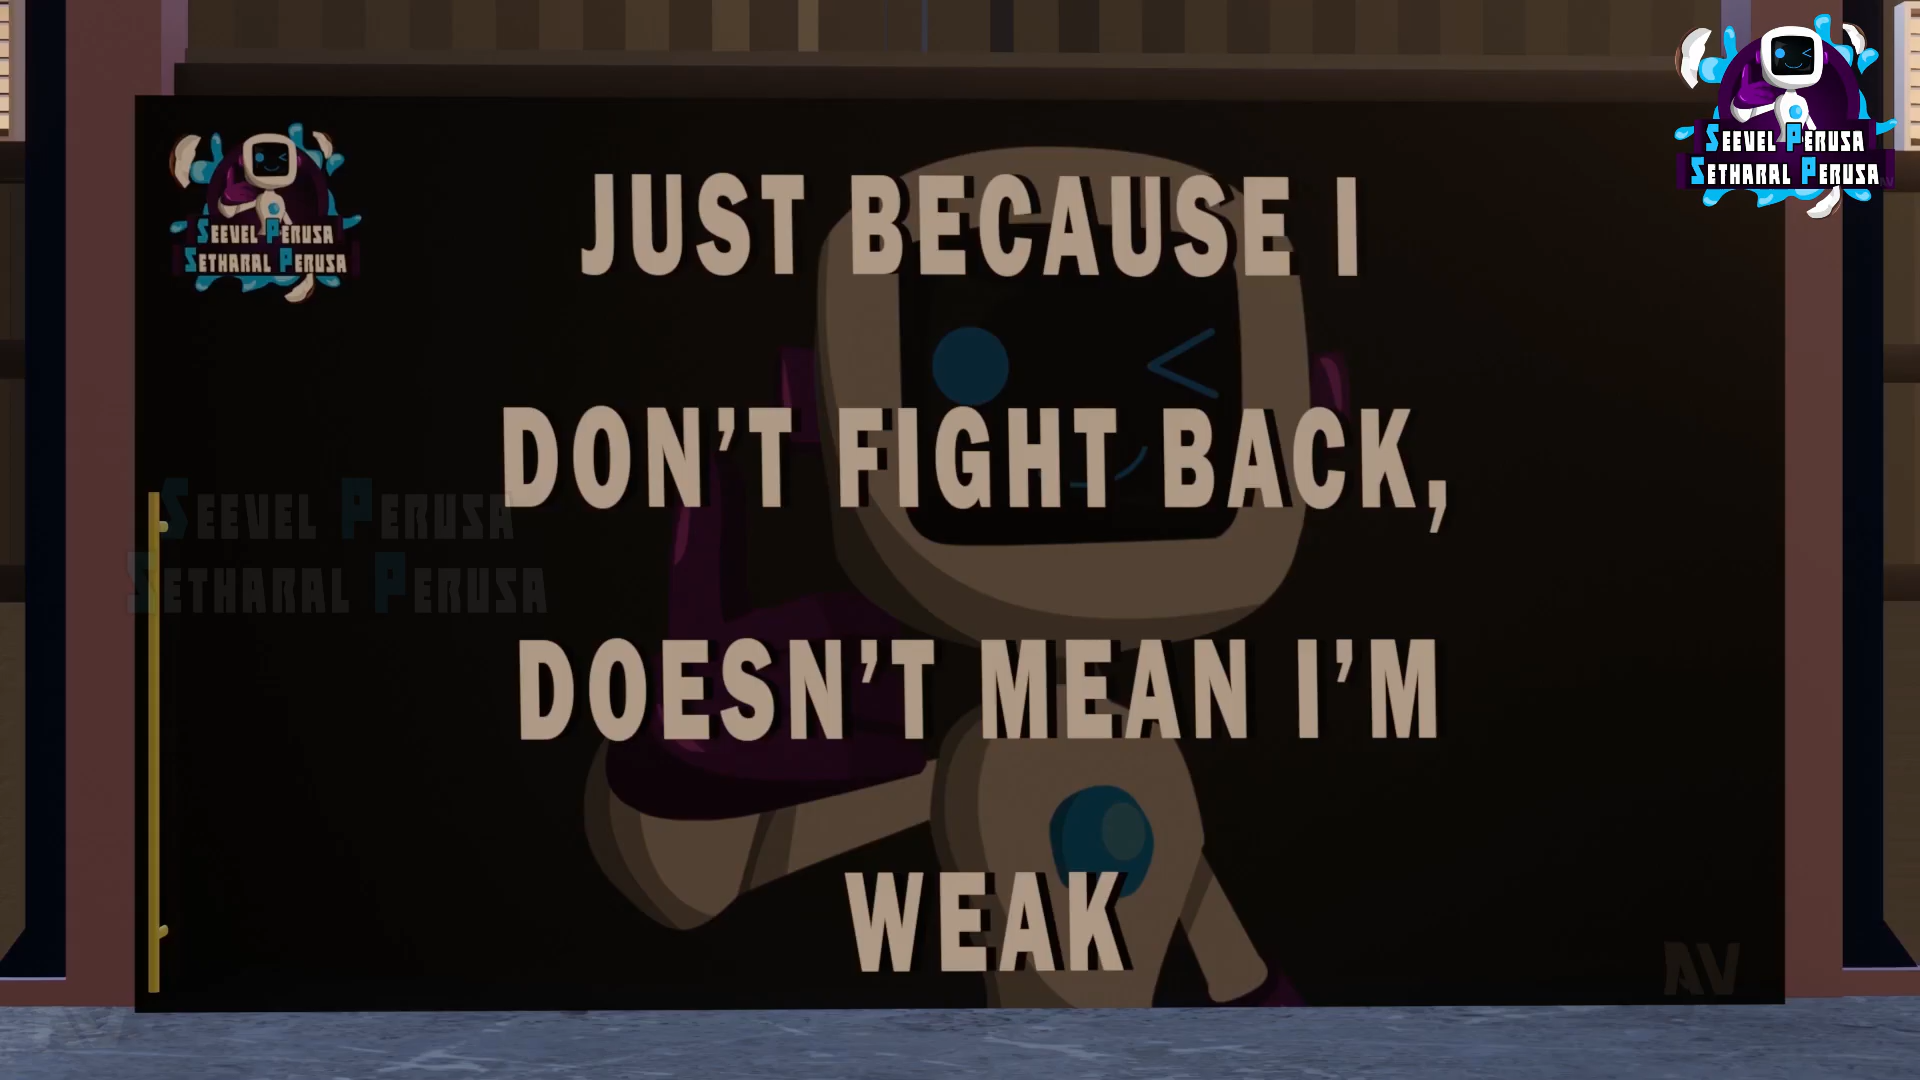 SEEVEL PERUSA
SETHARAL PERUSA
SEEVEL PERUSA
SETHARAL PERUSA
JUST BECAUSE I
DON’T FIGHT BACK,
DOESN’T MEAN I’M
WEAK
SEEVEL PERUSA
SETHARAL PERUSA
AV